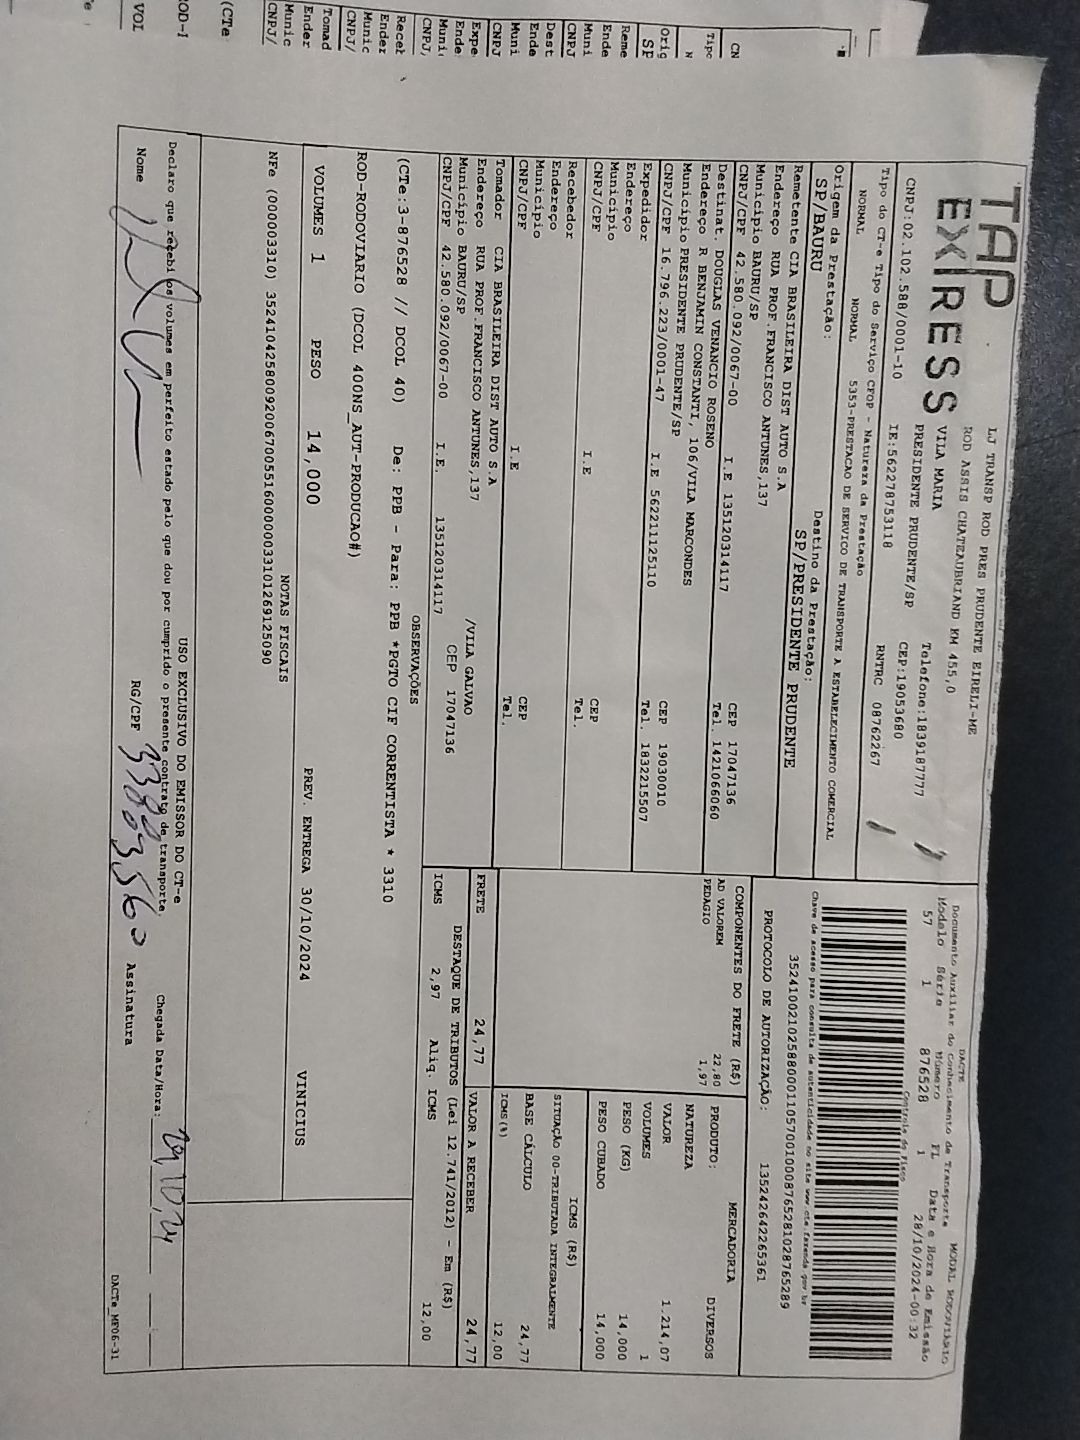 TAP
EXPRESS
LJ TRANSP ROD PRES PRUDENTE EIRELI-ME
ROD ASSIS CHATEAUBRIAND KM 455,0
VILA MARIA Telefone:1839187777
PRESIDENTE PRUDENTE/SP CEP:19053680
CNPJ:02.102.588/0001-10 IE:562278753118 RNTRC 08762267
Tipo do CT-e Tipo do Serviço CFOP - Natureza da Prestação
NORMAL NORMAL 5353-PRESTACAO DE SERVICO DE TRANSPORTE A ESTABELECIMENTO COMERCIAL
Origem da Prestação: Destino da Prestação:
SP/BAURU SP/PRESIDENTE PRUDENTE
Remetente CIA BRASILEIRA DIST AUTO S.A
Endereço RUA PROF.FRANCISCO ANTUNES,137
Município BAURU/SP CEP 17047136
CNPJ/CPF 42.580.092/0067-00 I.E 135120314117 Tel. 1421066060
Destinat. DOUGLAS VENANCIO ROSENO
Endereço R BENJAMIN CONSTANTI, 106/VILA MARCONDES
Município PRESIDENTE PRUDENTE/SP CEP 19030010
CNPJ/CPF 16.796.223/0001-47 I.E 562211125110 Tel. 1832215507
Expedidor
Endereço
Município CEP
CNPJ/CPF I.E Tel.
Recebedor
Endereço
Município CEP
CNPJ/CPF I.E Tel.
Tomador CIA BRASILEIRA DIST AUTO S.A
Endereço RUA PROF.FRANCISCO ANTUNES,137 /VILA GALVAO
Município BAURU/SP CEP 17047136
CNPJ/CPF 42.580.092/0067-00 I.E. 135120314117
DACTE MODAL RODOVIÁRIO
Documento Auxiliar do Conhecimento de Transporte
Modelo Série Número FL Data e Hora de Emissão
57 1 876528 1 28/10/2024-00:32
Controle do Fisco
Chave de acesso para consulta de autenticidade no site www.cte.fazenda.gov.br
35241002102588000110570010008765281028765289
PROTOCOLO DE AUTORIZAÇÃO: 135242642265361
COMPONENTES DO FRETE (R$)
AD VALOREM 22,80
PEDAGIO 1,97
PRODUTO: MERCADORIA
NATUREZA DIVERSOS
VALOR 1.214,07
VOLUMES 1
PESO (KG) 14,000
PESO CUBADO 14,000
ICMS (R$)
SITUAÇÃO 00-TRIBUTADA INTEGRALMENTE
BASE CÁLCULO 24,77
ICMS(%) 12,00
FRETE 24,77 VALOR A RECEBER 24,77
DESTAQUE DE TRIBUTOS (Lei 12.741/2012) - Em (R$)
ICMS 2,97 Aliq. ICMS 12,00
OBSERVAÇÕES
(CTe:3-876528 // DCOL 40) De: PPB - Para: PPB *PGTO CIF CORRENTISTA * 3310
ROD-RODOVIARIO (DCOL 400NS_AUT-PRODUCAO#)
VOLUMES 1 PESO 14,000 PREV. ENTREGA 30/10/2024 VINICIUS
NOTAS FISCAIS
NFe (000003310) 35241042580092006700551600000033101269125090
USO EXCLUSIVO DO EMISSOR DO CT-e
Declaro que recebi os volumes em perfeito estado pelo que dou por cumprido o presente contrato de transporte.
Chegada Data/Hora: 29/10/24
Nome RG/CPF Assinatura
DACTe_MF06-31